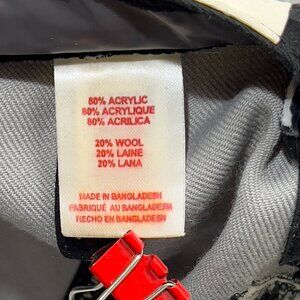 80% ACRYLIC
80% ACRYLIQUE
80% ACRILICA
20% WOOL
20% LAINE
20% LANA
MADE IN BANGLADESH
FABRIQUÉ AU BANGLADESH
HECHO EN BANGLADESH